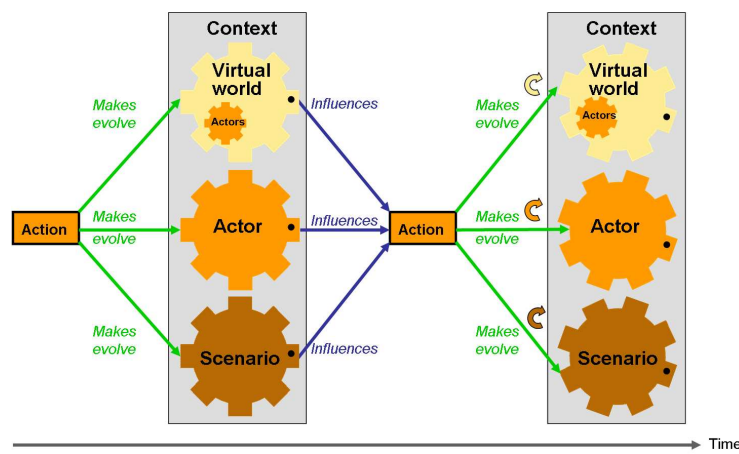 Context
Virtual
world
Actors
Makes
evolve
Influences
Action
Makes
evolve
Actor
Influences
Makes
evolve
Scenario
Influences
Action
Context
Virtual
world
Actors
Makes
evolve
Makes
evolve
Actor
Makes
evolve
Scenario
Time